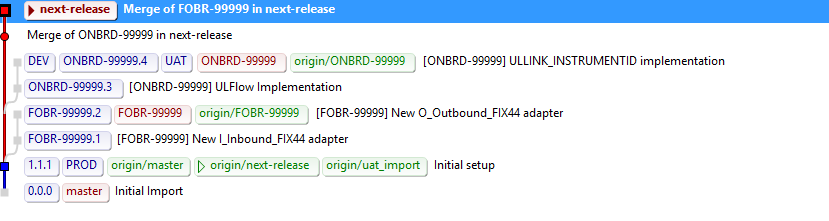 next-release Merge of FOBR-99999 in next-release
Merge of ONBRD-99999 in next-release
DEV ONBRD-99999.4 UAT ONBRD-99999 origin/ONBRD-99999 [ONBRD-99999] ULLINK_INSTRUMENTID implementation
ONBRD-99999.3 [ONBRD-99999] ULFlow Implementation
FOBR-99999.2 FOBR-99999 origin/FOBR-99999 [FOBR-99999] New O_Outbound_FIX44 adapter
FOBR-99999.1 [FOBR-99999] New I_Inbound_FIX44 adapter
1.1.1 PROD origin/master origin/next-release origin/uat_import Initial setup
0.0.0 master Initial Import